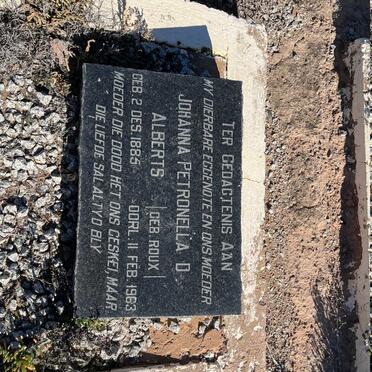 TER GEDAGTENIS AAN
MY DIERBARE EGGENOTE EN ONS MOEDER
JOHANNA PETRONELLA D
ALBERTS (GEB. ROUX)
GEB. 2 DES. 1885 OORL. 11 FEB. 1963
MOEDER DIE DOOD HET ONS GESKEI, MAAR
DIE LIEFDE SAL ALTYD BLY